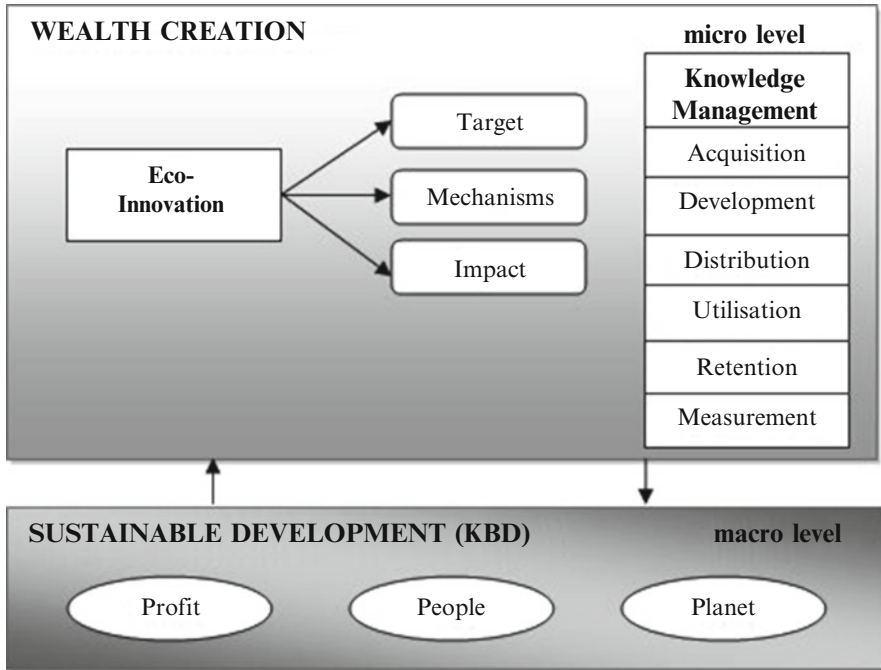 WEALTH CREATION
micro level
Knowledge
Management
Acquisition
Development
Distribution
Utilisation
Retention
Measurement
Eco-
Innovation
Target
Mechanisms
Impact
SUSTAINABLE DEVELOPMENT (KBD)
macro level
Profit
People
Planet